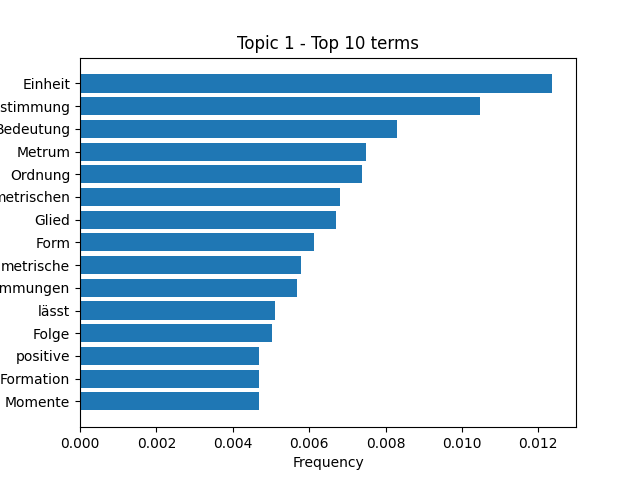 Topic 1 - Top 10 terms
Einheit
stimmung
Bedeutung
Metrum
Ordnung
metrischen
Glied
Form
metrische
mmungen
lässt
Folge
positive
Formation
Momente
0.000 0.002 0.004 0.006 0.008 0.010 0.012
Frequency